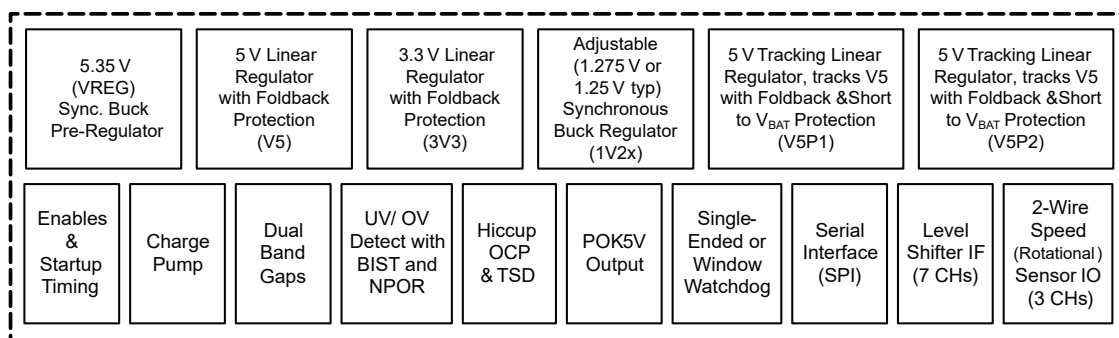 5.35 V
(VREG)
Sync. Buck
Pre-Regulator
5 V Linear
Regulator
with Foldback
Protection
(V5)
3.3 V Linear
Regulator
with Foldback
Protection
(3V3)
Adjustable
(1.275 V or
1.25 V typ)
Synchronous
Buck Regulator
(1V2x)
5 V Tracking Linear
Regulator, tracks V5
with Foldback &Short
to VBAT Protection
(V5P1)
5 V Tracking Linear
Regulator, tracks V5
with Foldback &Short
to VBAT Protection
(V5P2)
Enables
&
Startup
Timing
Charge
Pump
Dual
Band
Gaps
UV/ OV
Detect with
BIST and
NPOR
Hiccup
OCP
& TSD
POK5V
Output
Single-
Ended or
Window
Watchdog
Serial
Interface
(SPI)
Level
Shifter IF
(7 CHs)
2-Wire
Speed
(Rotational)
Sensor IO
(3 CHs)